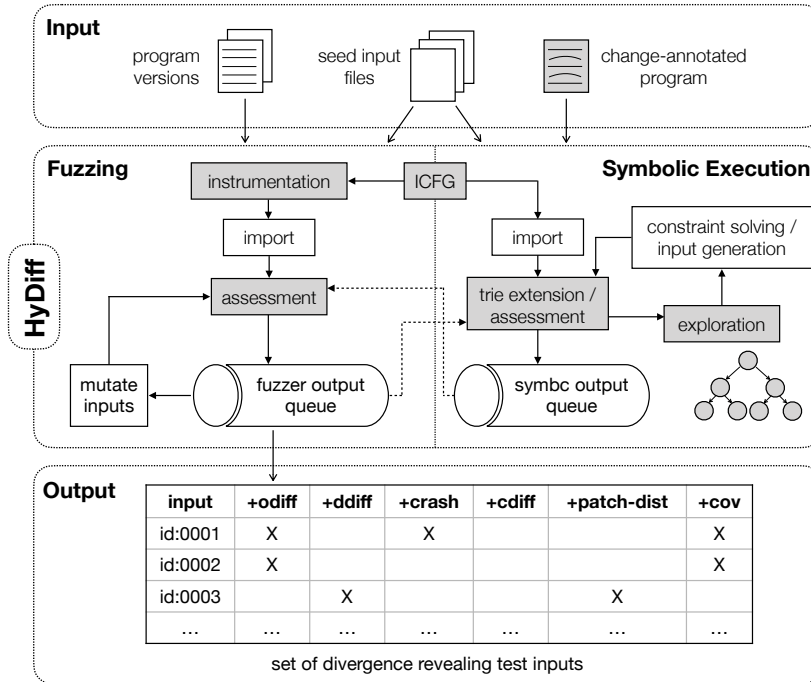 Input
program
versions
seed input
files
change-annotated
program
HyDiff
Fuzzing
Symbolic Execution
instrumentation
ICFG
import
import
constraint solving /
input generation
assessment
trie extension /
assessment
exploration
mutate
inputs
fuzzer output
queue
symbc output
queue
Output
input +odiff +ddiff +crash +cdiff +patch-dist +cov
id:0001 X X X
id:0002 X X
id:0003 X X
... ... ... ... ... ... ...
set of divergence revealing test inputs